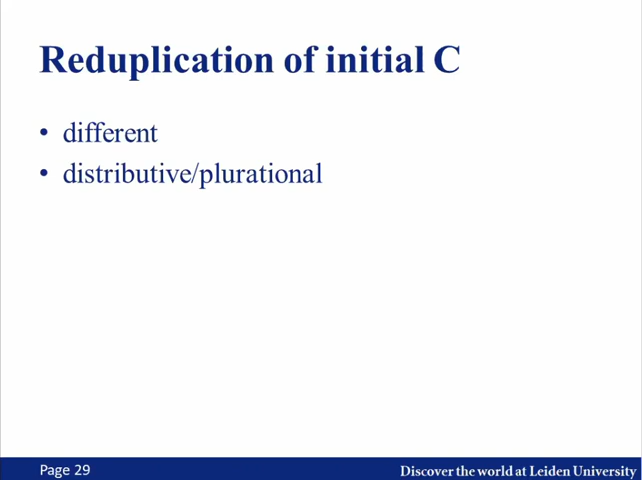 Reduplication of initial C
• different
• distributive/plurational
Page 29
Discover the world at Leiden University